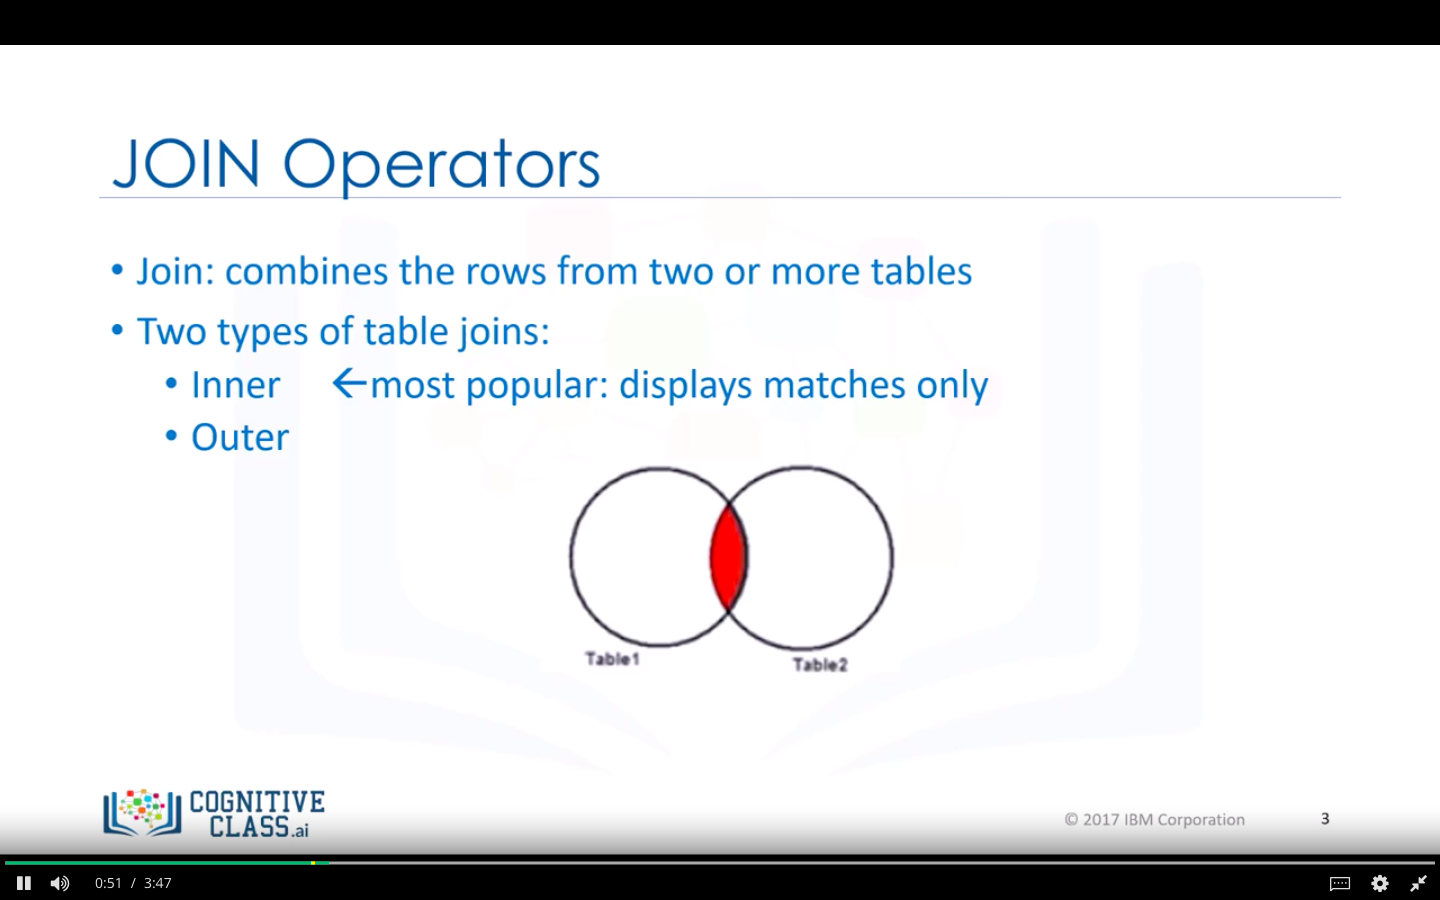 JOIN Operators
• Join: combines the rows from two or more tables
• Two types of table joins:
• Inner ←most popular: displays matches only
• Outer
Table1
Table2
COGNITIVE
CLASS.ai
© 2017 IBM Corporation
3
0:51 / 3:47